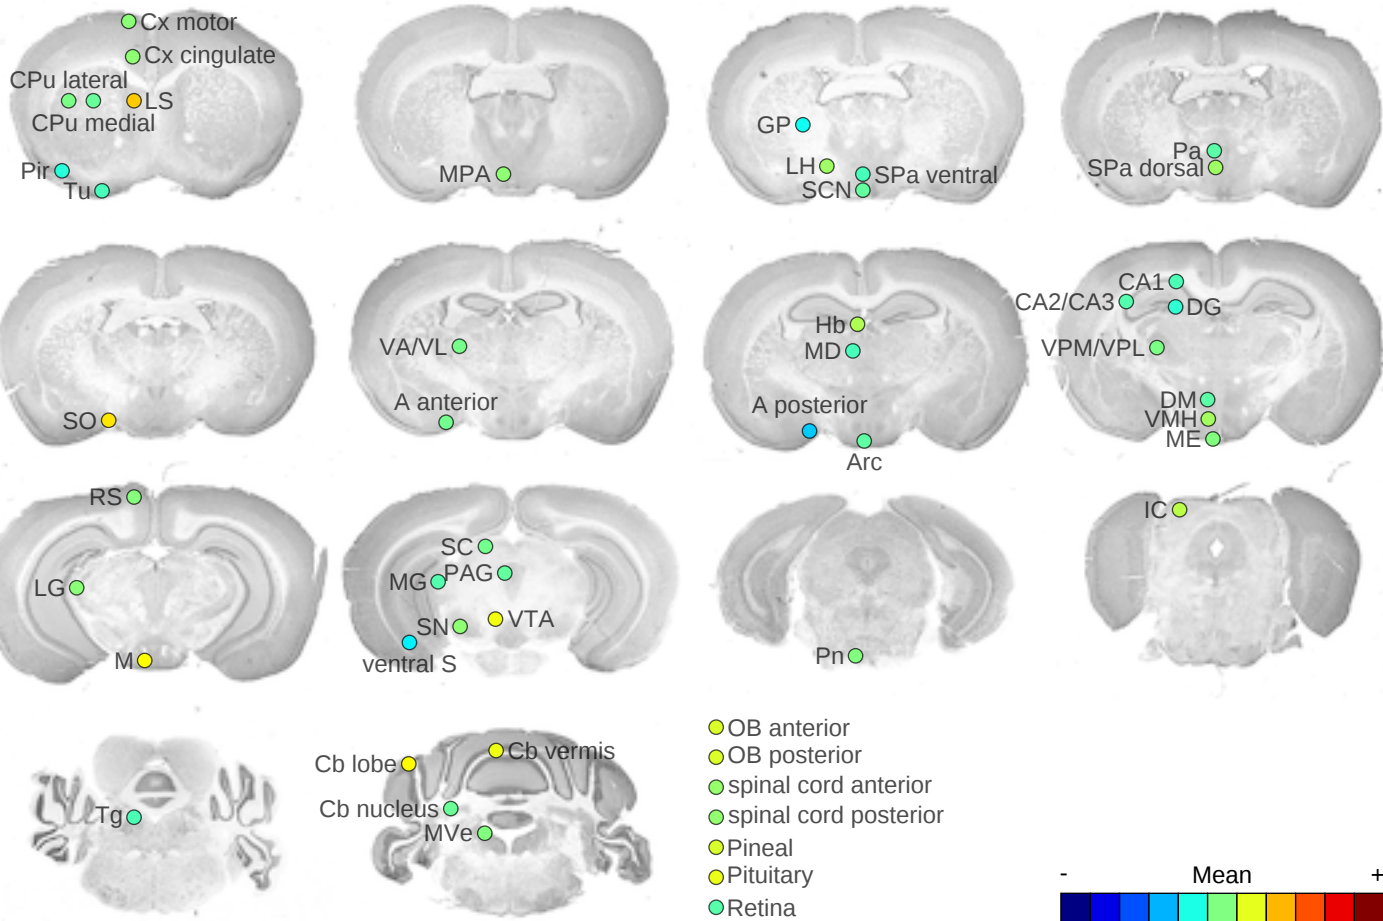 Cx motor
Cx cingulate
CPu lateral
LS
CPu medial
Pir
Tu
MPA
GP
LH
SPa ventral
SCN
Pa
SPa dorsal
SO
VA/VL
A anterior
Hb
MD
A posterior
Arc
CA1
CA2/CA3
DG
VPM/VPL
DM
VMH
ME
RS
LG
M
SC
PAG
MG
VTA
SN
ventral S
Pn
IC
Tg
Cb vermis
Cb lobe
Cb nucleus
MVe
OB anterior
OB posterior
spinal cord anterior
spinal cord posterior
Pineal
Pituitary
Retina
- Mean +